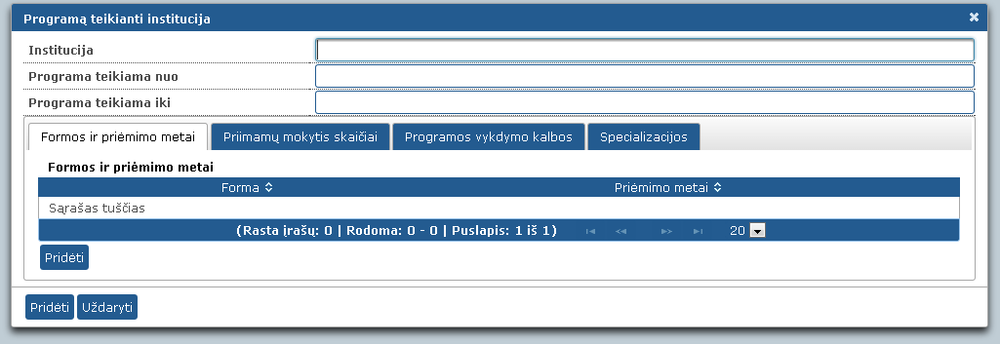 Programą teikianti institucija
Institucija
Programa teikiama nuo
Programa teikiama iki
Formos ir priėmimo metai Priimamų mokytis skaičiai Programos vykdymo kalbos Specializacijos
Formos ir priėmimo metai
Forma Priėmimo metai
Sąrašas tuščias
(Rasta įrašų: 0 | Rodoma: 0 - 0 | Puslapis: 1 iš 1) 20
Pridėti
Pridėti Uždaryti